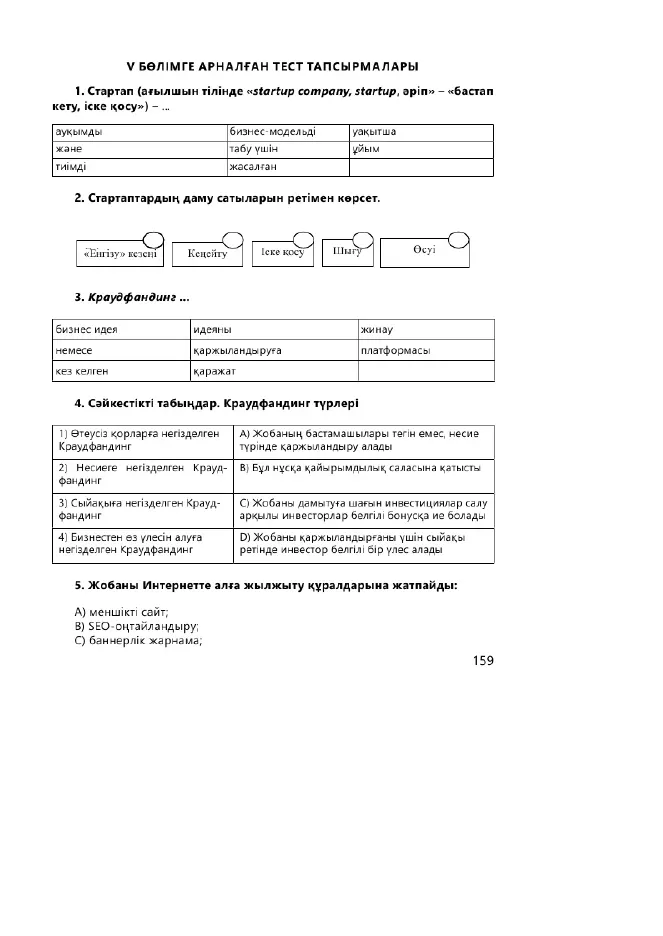 V БӨЛІМГЕ АРНАЛҒАН ТЕСТ ТАПСЫРМАЛАРЫ
1. Стартап (ағылшын тілінде «startup company, startup, әріп» – «бастап
кету, іске қосу») – ...
ауқымды бизнес-модельді уақытша
және табу үшін ұйым
тиімді жасалған
2. Стартаптардың даму сатыларын ретімен көрсет.
«Енгізу» кезеңі Кеңейту Іске қосу Шығу Өсуі
3. Краудфандинг ...
бизнес идея идеяны жинау
немесе қаржыландыруға платформасы
кез келген қаражат
4. Сәйкестікті табыңдар. Краудфандинг түрлері
1) Өтеусіз қорларға негізделген
Краудфандинг
А) Жобаның бастамашылары тегін емес, несие
түрінде қаржыландыру алады
2) Несиеге негізделген Крауд-
фандинг
В) Бұл нұсқа қайырымдылық саласына қатысты
3) Сыйақыға негізделген Крауд-
фандинг
С) Жобаны дамытуға шағын инвестициялар салу
арқылы инвесторлар белгілі бонусқа ие болады
4) Бизнестен өз үлесін алуға
негізделген Краудфандинг
D) Жобаны қаржыландырғаны үшін сыйақы
ретінде инвестор белгілі бір үлес алады
5. Жобаны Интернетте алға жылжыту құралдарына жатпайды:
А) меншікті сайт;
В) SEO-оңтайландыру;
С) баннерлік жарнама;
159